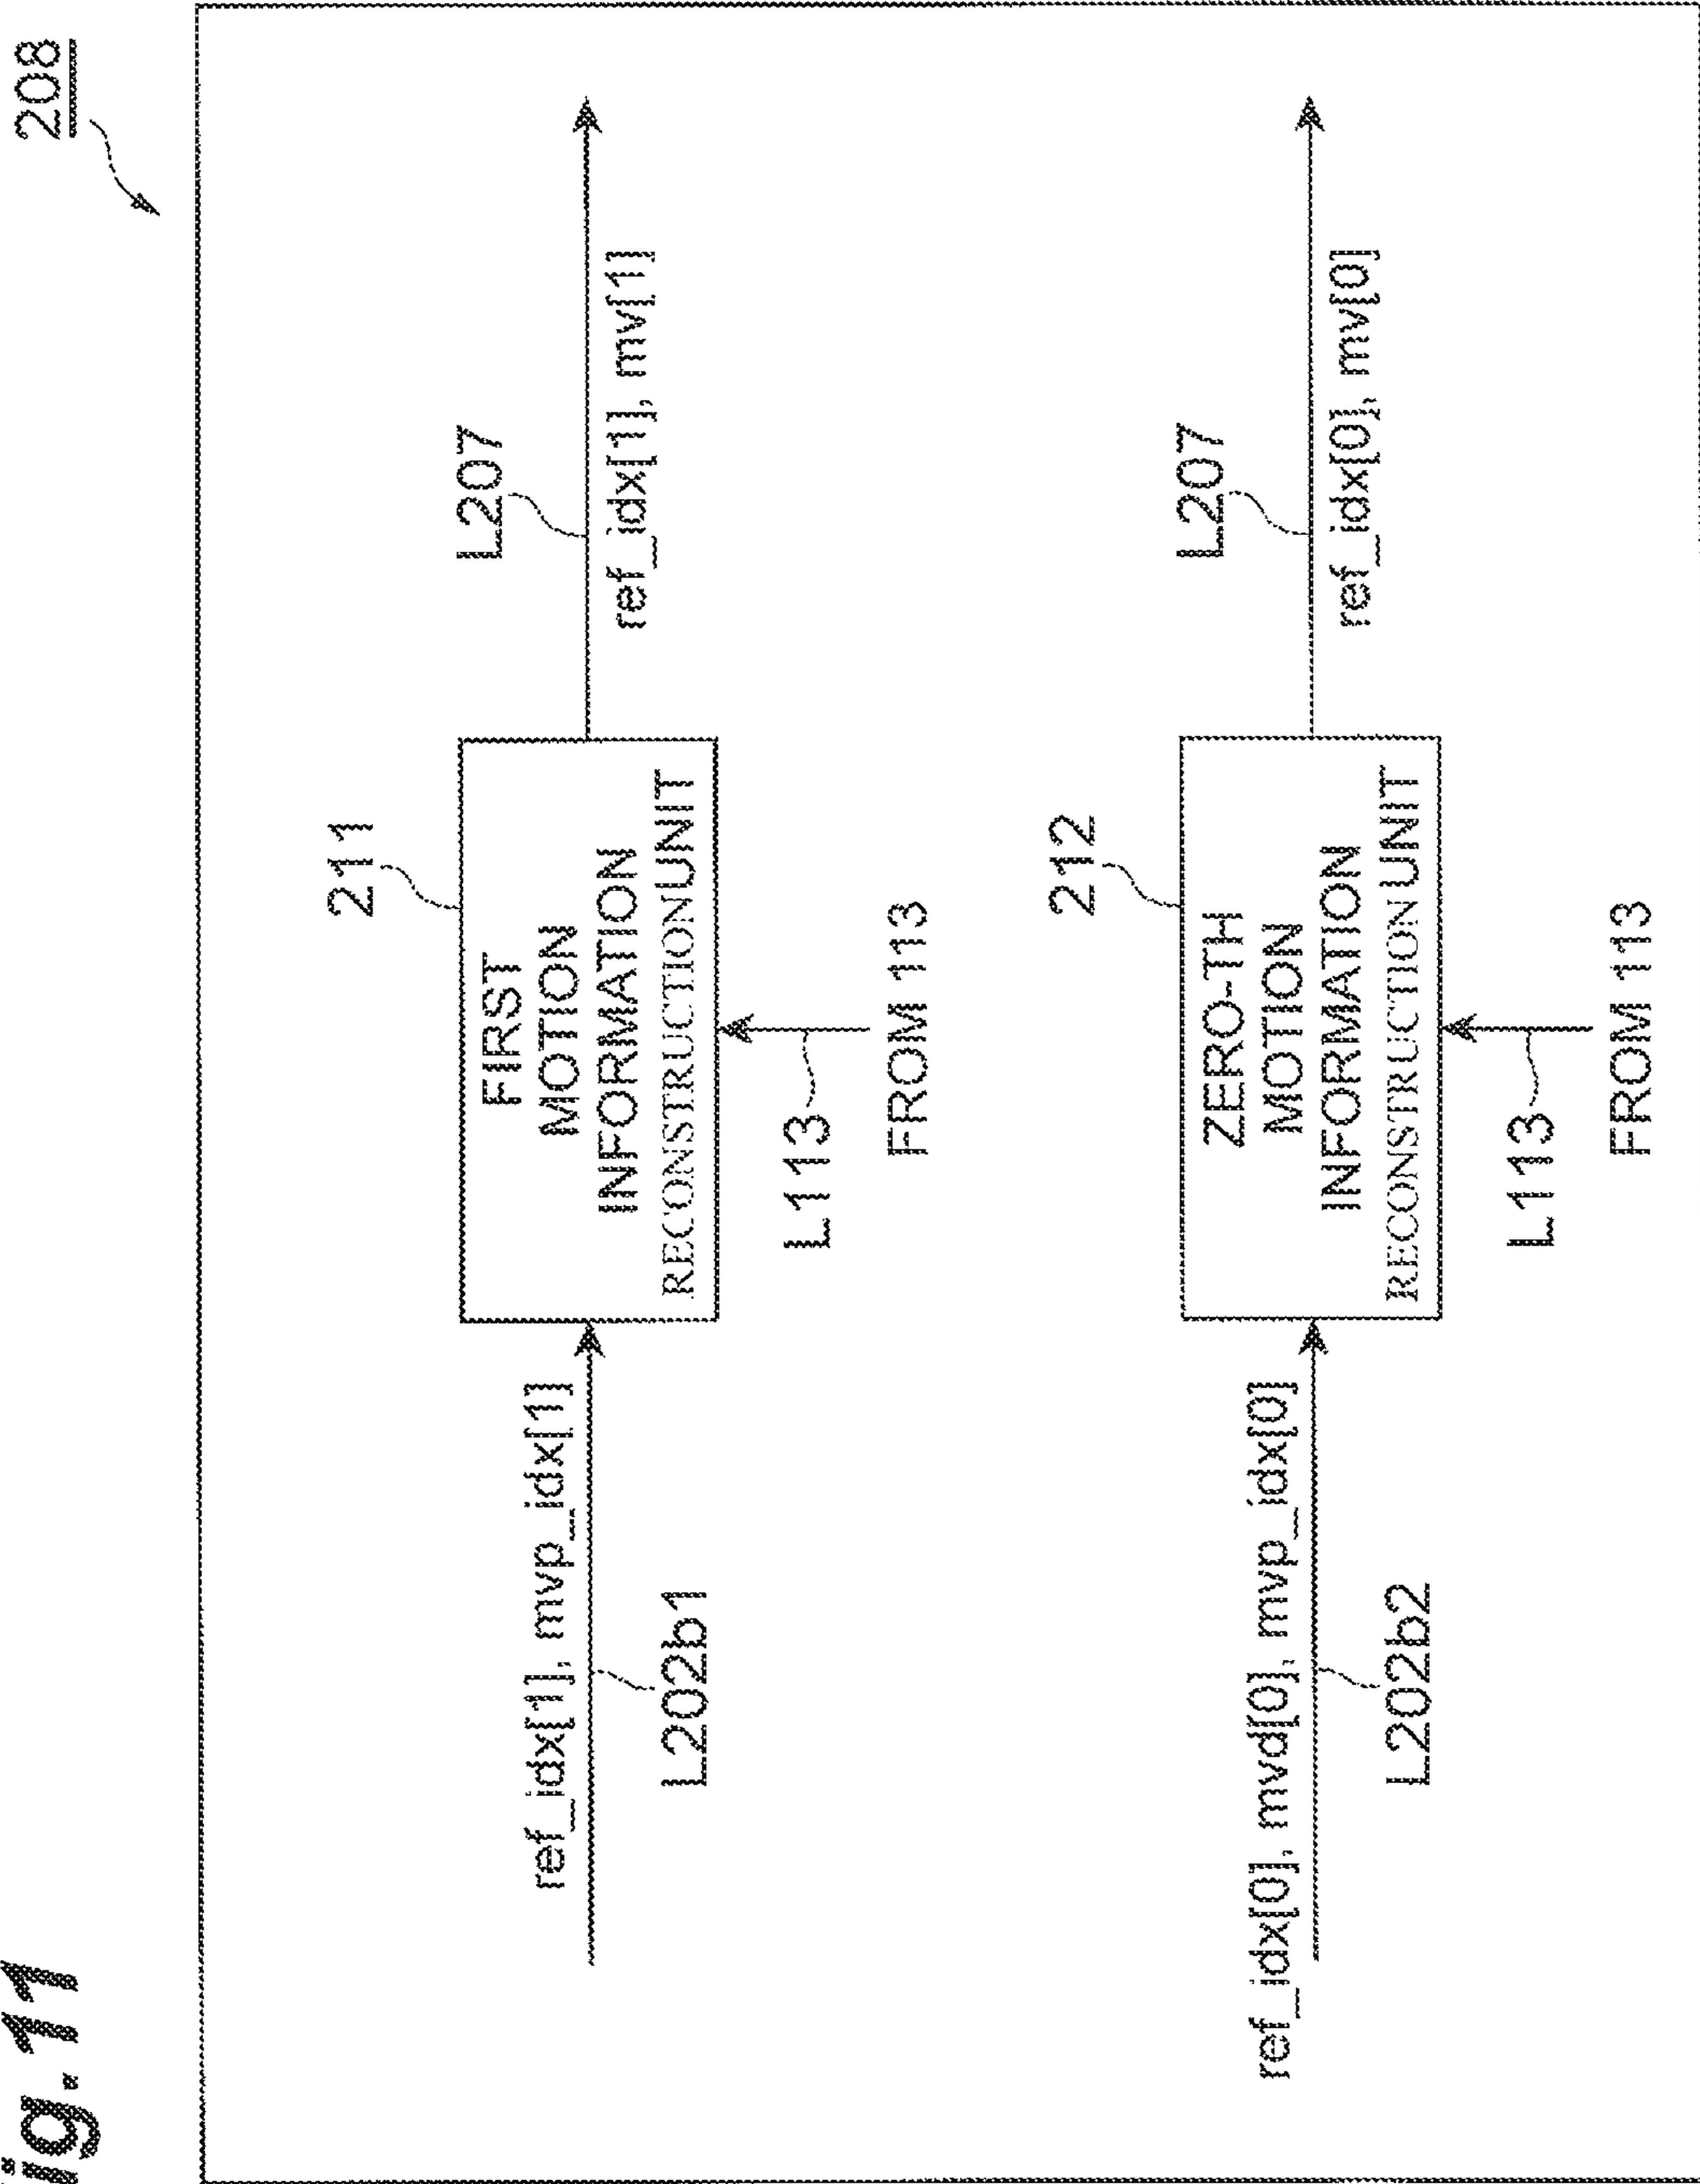 ig.11
208
211
L207
ref_idx[1], mvp_idx[1]
FIRST
MOTION
INFORMATION
RECONSTRUCTION UNIT
ref_idx[1], mv[1]
L202b1
L113
FROM 113
212
L207
ref_idx[0], mvd[0], mvp_idx[0]
ZERO-TH
MOTION
INFORMATION
RECONSTRUCTION UNIT
ref_idx[0], mv[0]
L202b2
L113
FROM 113